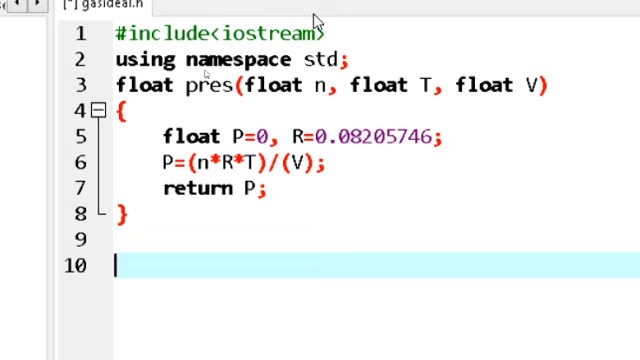 [*] gasideal.h
1 #include<iostream>
2 using namespace std;
3 float pres(float n, float T, float V)
4 {
5 float P=0, R=0.08205746;
6 P=(n*R*T)/(V);
7 return P;
8 }
9
10